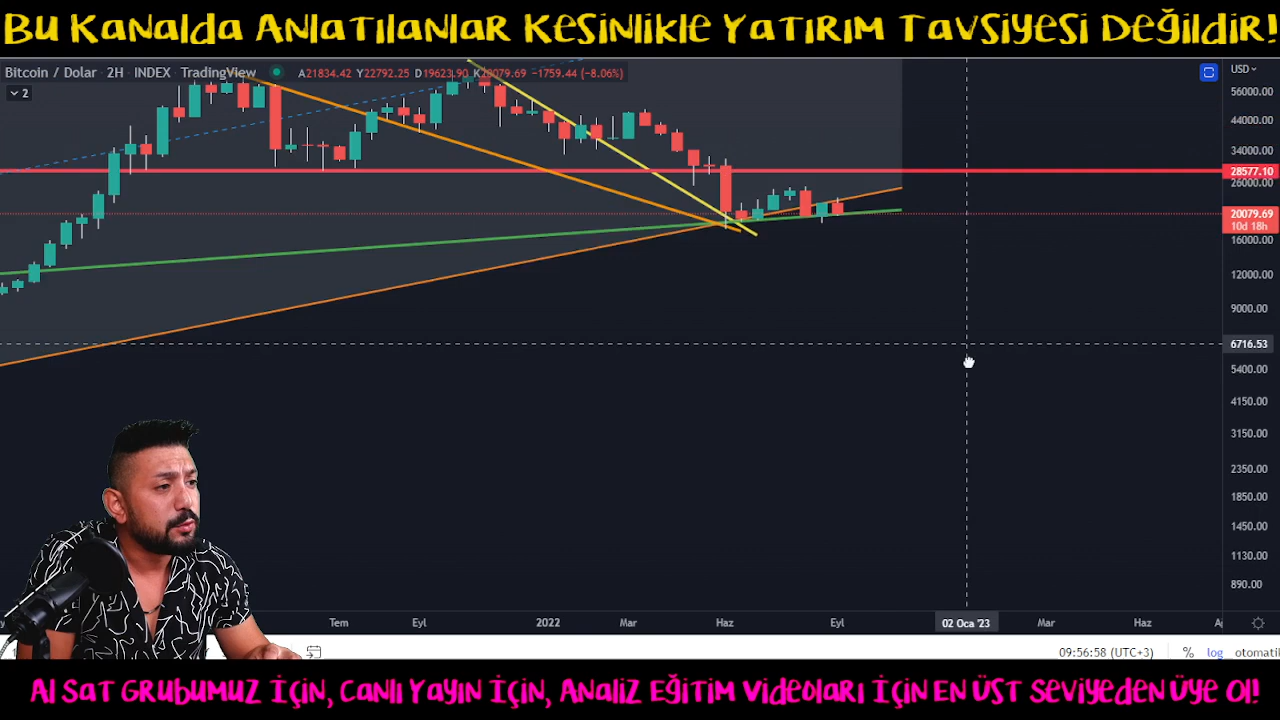 Bu Kanalda Anlatılanlar Kesinlikle Yatırım Tavsiyesi Değildir!
Bitcoin / Dolar · 2H · INDEX · TradingView A21834.42 Y22792.25 D19623.90 K20079.69 −1759.44 (−8.06%)
2
USD
56000.00
44000.00
34000.00
28577.10
26000.00
20079.69
10d 18h
16000.00
12000.00
9000.00
6716.53
5400.00
4150.00
3150.00
2350.00
1850.00
1450.00
1130.00
890.00
Tem Eyl 2022 Mar Haz Eyl 02 Oca '23 Mar Haz
09:56:58 (UTC+3) % log otomati
Al Sat Grubumuz İçin, Canlı Yayın İçin, Analiz Eğitim Videoları İçin En Üst Seviyeden Üye Ol!